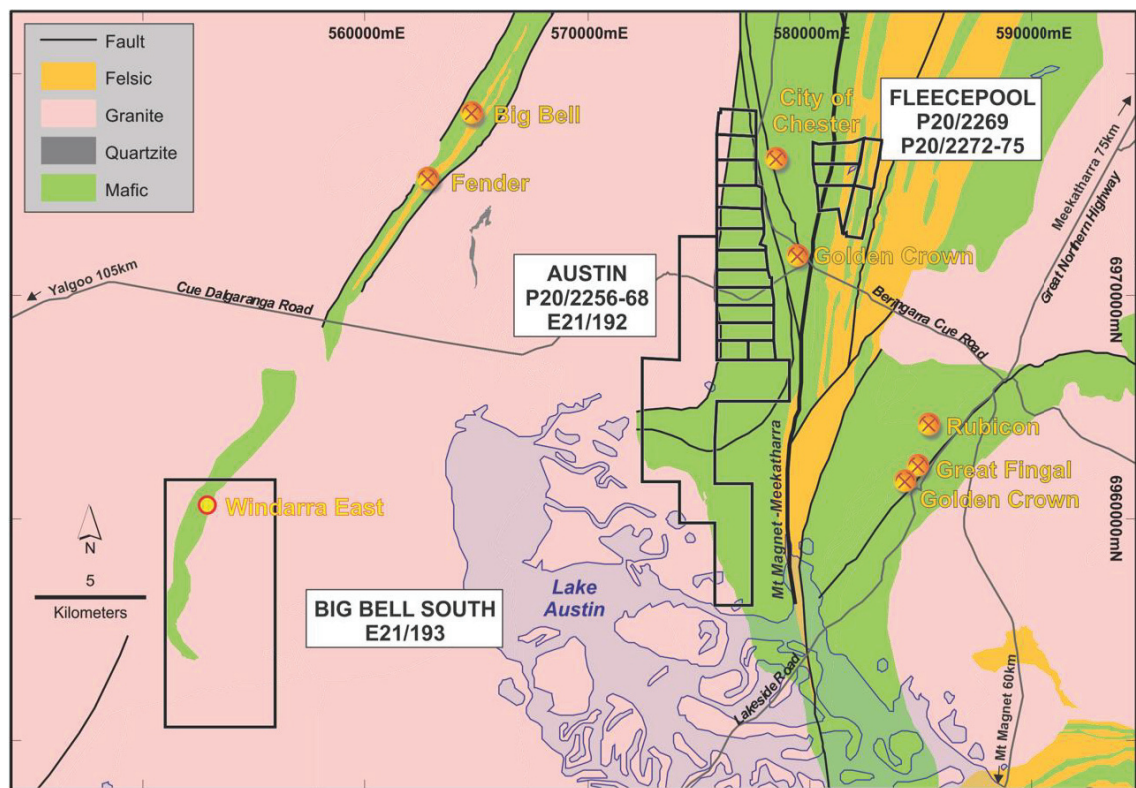 560000mE
570000mE
580000mE
590000mE
Fault
Felsic
Granite
Quartzite
Mafic
Big Bell
Fender
City of
Chester
FLEECEPOOL
P20/2269
P20/2272-75
Meekatharra 75km
Great Northern Highway
Golden Crown
AUSTIN
P20/2256-68
E21/192
Yalgoo 105km
Cue Dalgaranga Road
Beringarra Cue Road
6970000mN
Rubicon
Great Fingal
Golden Crown
Mt Magnet -Meekatharra
6960000mN
Windarra East
N
5
Kilometers
BIG BELL SOUTH
E21/193
Lake
Austin
Lakeside Road
Mt Magnet 60km